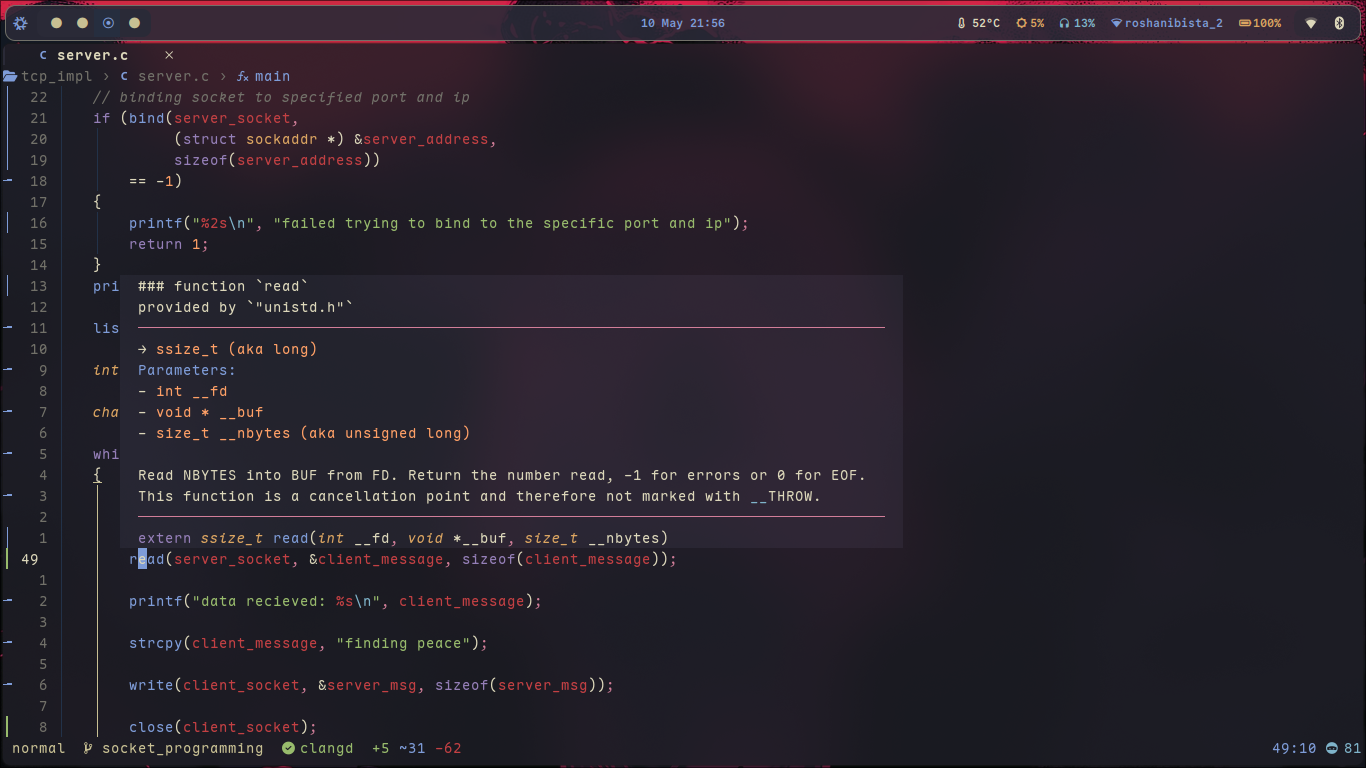 10 May 21:56
52°C
5%
13%
roshanibista_2
100%
C server.c ×
tcp_impl › C server.c › fx main
22 // binding socket to specified port and ip
21 if (bind(server_socket,
20 (struct sockaddr *) &server_address,
19 sizeof(server_address))
18 == -1)
17 {
16 printf("%2s\n", "failed trying to bind to the specific port and ip");
15 return 1;
14 }
13 pri
12
11 lis
10
9 int
8
7 cha
6
5 whi
4 {
3
2
1
### function `read`
provided by `"unistd.h"`
→ ssize_t (aka long)
Parameters:
- int __fd
- void * __buf
- size_t __nbytes (aka unsigned long)
Read NBYTES into BUF from FD. Return the number read, -1 for errors or 0 for EOF.
This function is a cancellation point and therefore not marked with __THROW.
extern ssize_t read(int __fd, void *__buf, size_t __nbytes)
49 read(server_socket, &client_message, sizeof(client_message));
1
2 printf("data recieved: %s\n", client_message);
3
4 strcpy(client_message, "finding peace");
5
6 write(client_socket, &server_msg, sizeof(server_msg));
7
8 close(client_socket);
normal socket_programming clangd +5 ~31 -62 49:10 81